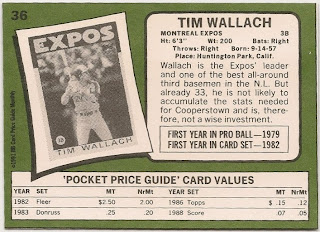 36
TIM WALLACH
MONTREAL EXPOS 3B
Ht: 6'3" Wt: 200 Bats: Right
Throws: Right Born: 9-14-57
Place: Huntington Park, Calif.
Wallach is the Expos' leader
and one of the best all-around
third basemen in the N.L. But
already 33, he is not likely to
accumulate the stats needed
for Cooperstown and is, there-
fore, not a wise investment.
FIRST YEAR IN PRO BALL—1979
FIRST YEAR IN CARD SET—1982
EXPOS
3B
TIM WALLACH
'POCKET PRICE GUIDE' CARD VALUES
YEAR SET MT NrMT YEAR SET MT NrMT
1982 Fleer $2.50 2.00 1986 Topps $ .15 .12
1983 Donruss .25 .20 1988 Score .07 .05